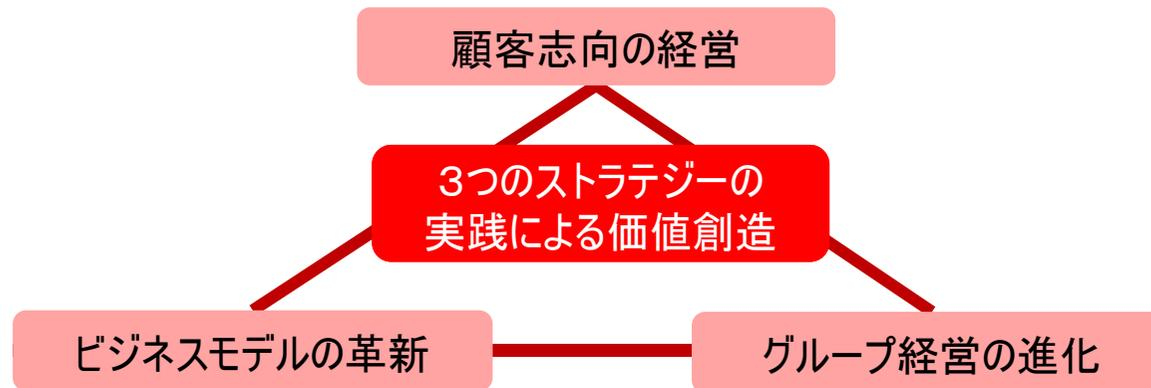 顧客志向の経営
３つのストラテジーの
実践による価値創造
ビジネスモデルの革新
グループ経営の進化